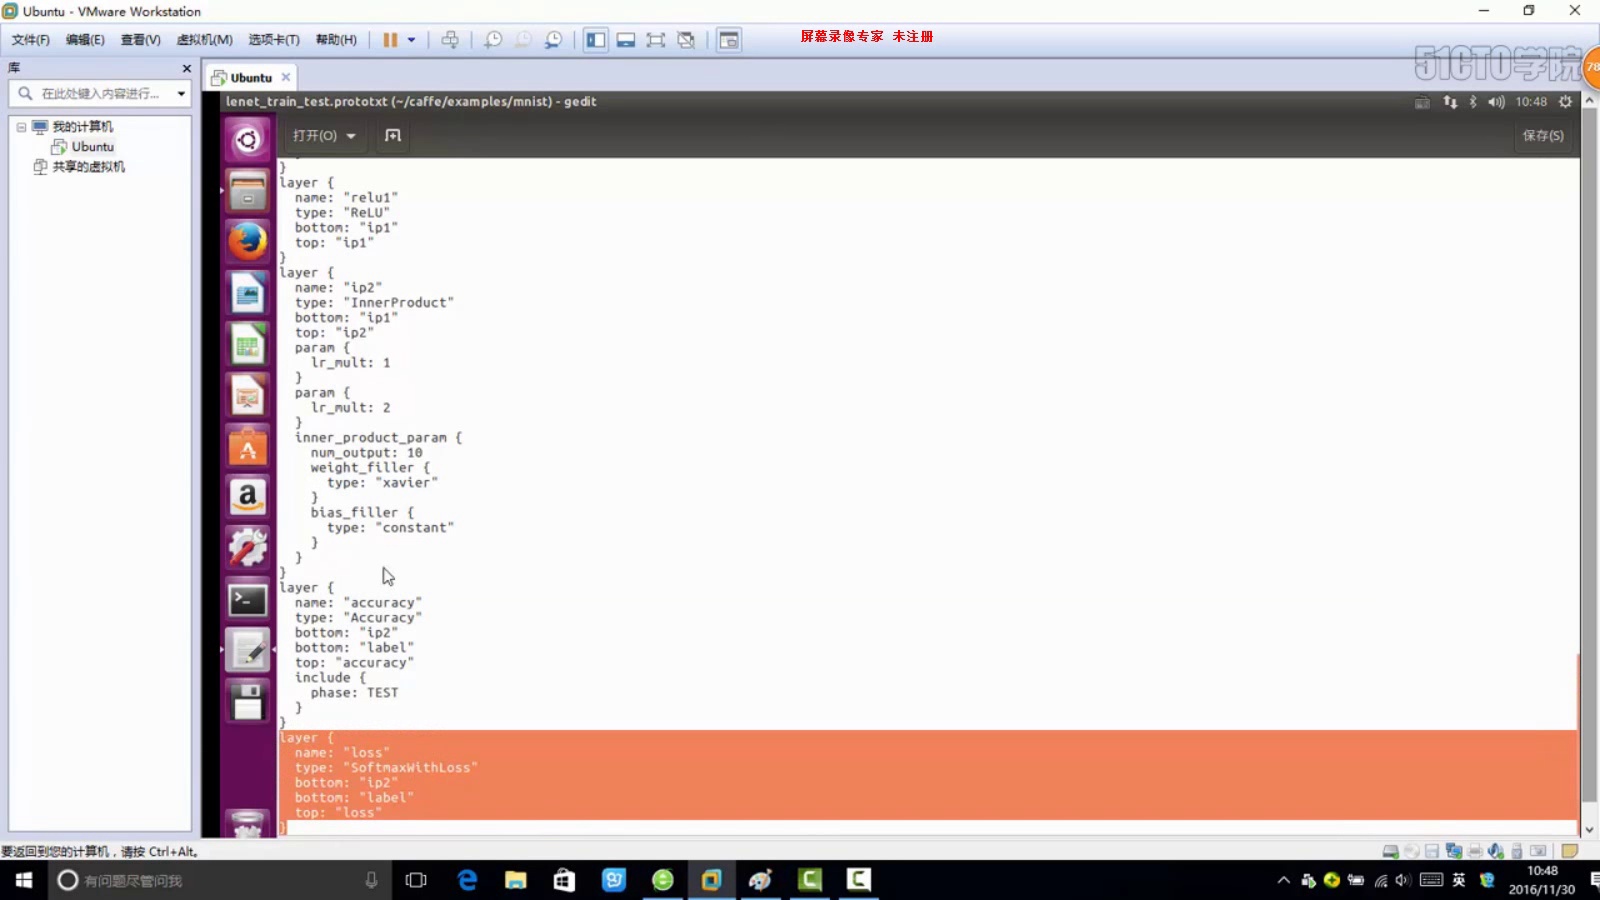 Ubuntu - VMware Workstation
文件(F) 编辑(E) 查看(V) 虚拟机(M) 选项卡(T) 帮助(H)
屏幕录像专家 未注册
51CTO学院
78
库
Ubuntu
在此处键入内容进行...
我的计算机
Ubuntu
共享的虚拟机
lenet_train_test.prototxt (~/caffe/examples/mnist) - gedit
10:48
打开(O)
保存(S)
}
layer {
name: "relu1"
type: "ReLU"
bottom: "ip1"
top: "ip1"
}
layer {
name: "ip2"
type: "InnerProduct"
bottom: "ip1"
top: "ip2"
param {
lr_mult: 1
}
param {
lr_mult: 2
}
inner_product_param {
num_output: 10
weight_filler {
type: "xavier"
}
bias_filler {
type: "constant"
}
}
}
layer {
name: "accuracy"
type: "Accuracy"
bottom: "ip2"
bottom: "label"
top: "accuracy"
include {
phase: TEST
}
}
layer {
name: "loss"
type: "SoftmaxWithLoss"
bottom: "ip2"
bottom: "label"
top: "loss"
}
要返回到您的计算机，请按 Ctrl+Alt。
有问题尽管问我
英
10:48
2016/11/30